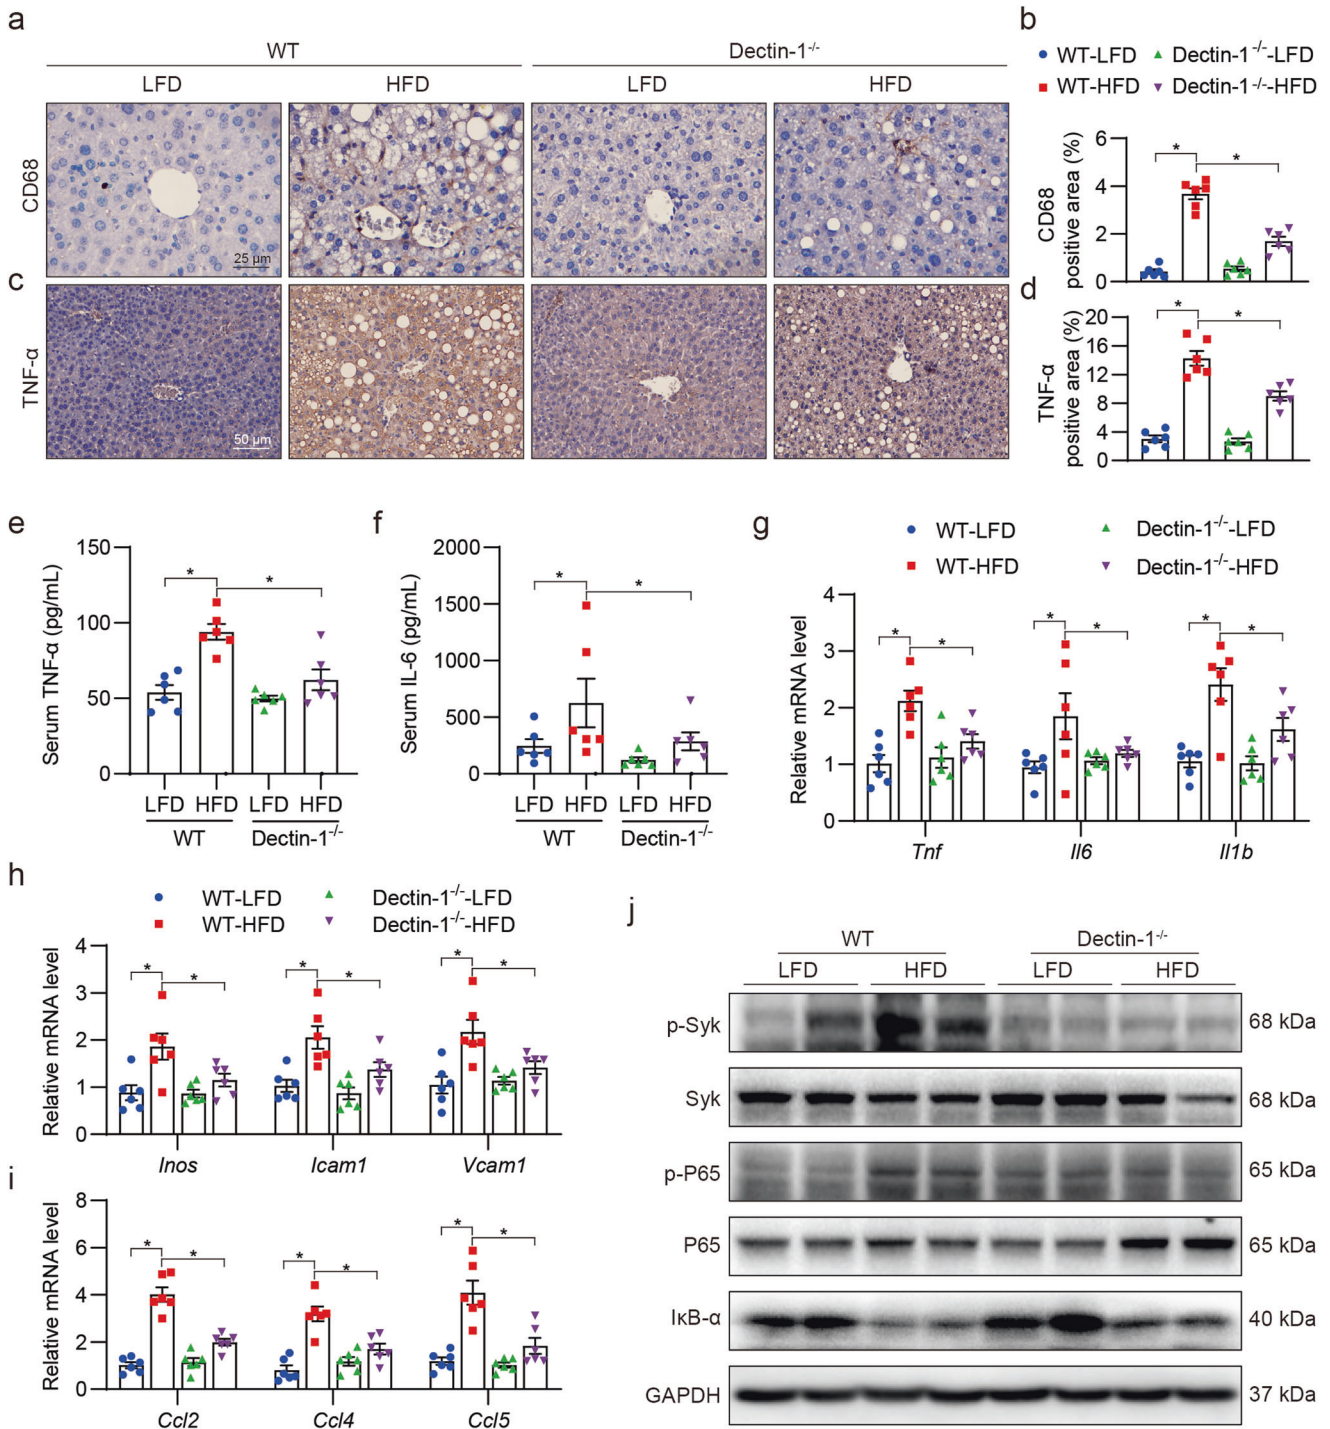 a
WT
Dectin-1-/-
LFD
HFD
LFD
HFD
CD68
25 μm
c
TNF-α
50 μm
b
WT-LFD
Dectin-1-/--LFD
WT-HFD
Dectin-1-/--HFD
CD68
positive area (%)
6
4
2
0
*
*
d
TNF-α
positive area (%)
20
16
12
8
4
0
*
*
e
Serum TNF-α (pg/mL)
150
100
50
0
*
*
LFD HFD LFD HFD
WT Dectin-1-/-
f
Serum IL-6 (pg/mL)
2000
1500
1000
500
0
*
*
LFD HFD LFD HFD
WT Dectin-1-/-
g
WT-LFD
Dectin-1-/--LFD
WT-HFD
Dectin-1-/--HFD
Relative mRNA level
4
3
2
1
0
* * * * * *
Tnf Il6 Il1b
h
WT-LFD
Dectin-1-/--LFD
WT-HFD
Dectin-1-/--HFD
Relative mRNA level
4
3
2
1
0
* * * * * *
Inos Icam1 Vcam1
i
Relative mRNA level
8
6
4
2
0
* * * * * *
Ccl2 Ccl4 Ccl5
j
WT Dectin-1-/-
LFD HFD LFD HFD
p-Syk 68 kDa
Syk 68 kDa
p-P65 65 kDa
P65 65 kDa
IκB-α 40 kDa
GAPDH 37 kDa